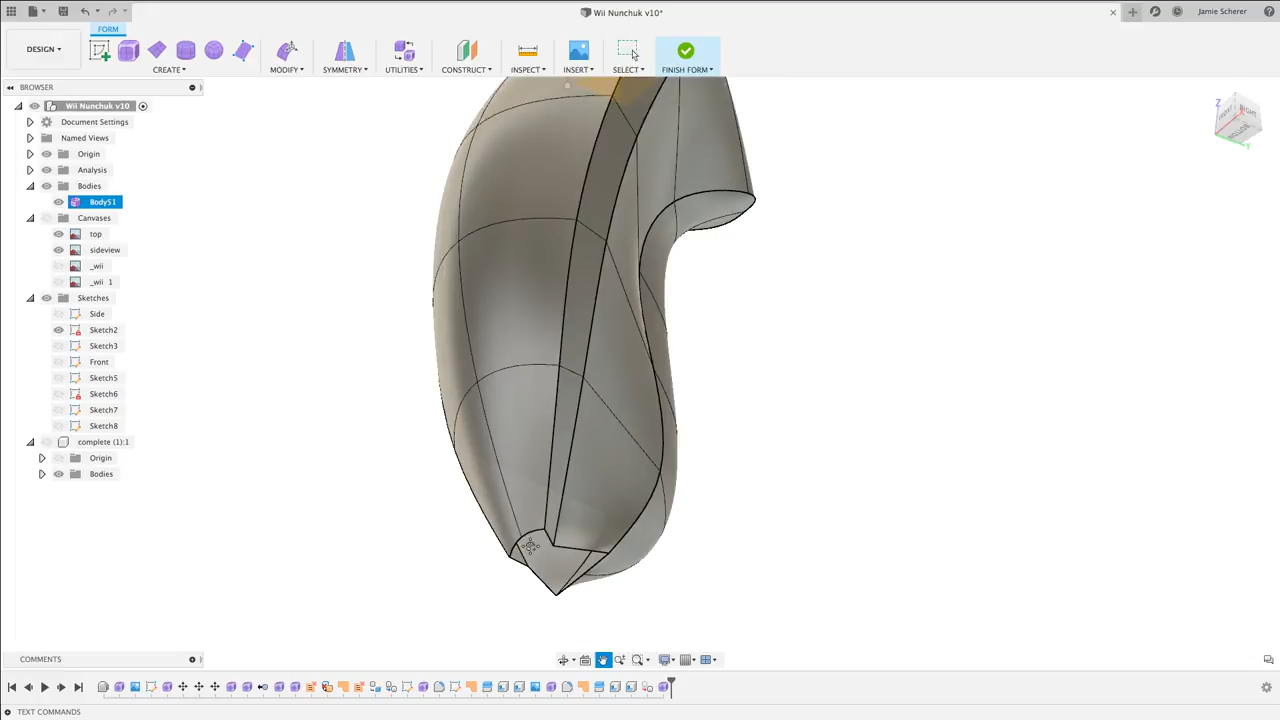 Wii Nunchuk v10*
Jamie Scherer
FORM
DESIGN
CREATE
MODIFY
SYMMETRY
UTILITIES
CONSTRUCT
INSPECT
INSERT
SELECT
FINISH FORM
BROWSER
Wii Nunchuk v10
Document Settings
Named Views
Origin
Analysis
Bodies
Body51
Canvases
top
sideview
_wii
_wii 1
Sketches
Side
Sketch2
Sketch3
Front
Sketch5
Sketch6
Sketch7
Sketch8
complete (1):1
Origin
Bodies
Z
RIGHT
Y
COMMENTS
TEXT COMMANDS